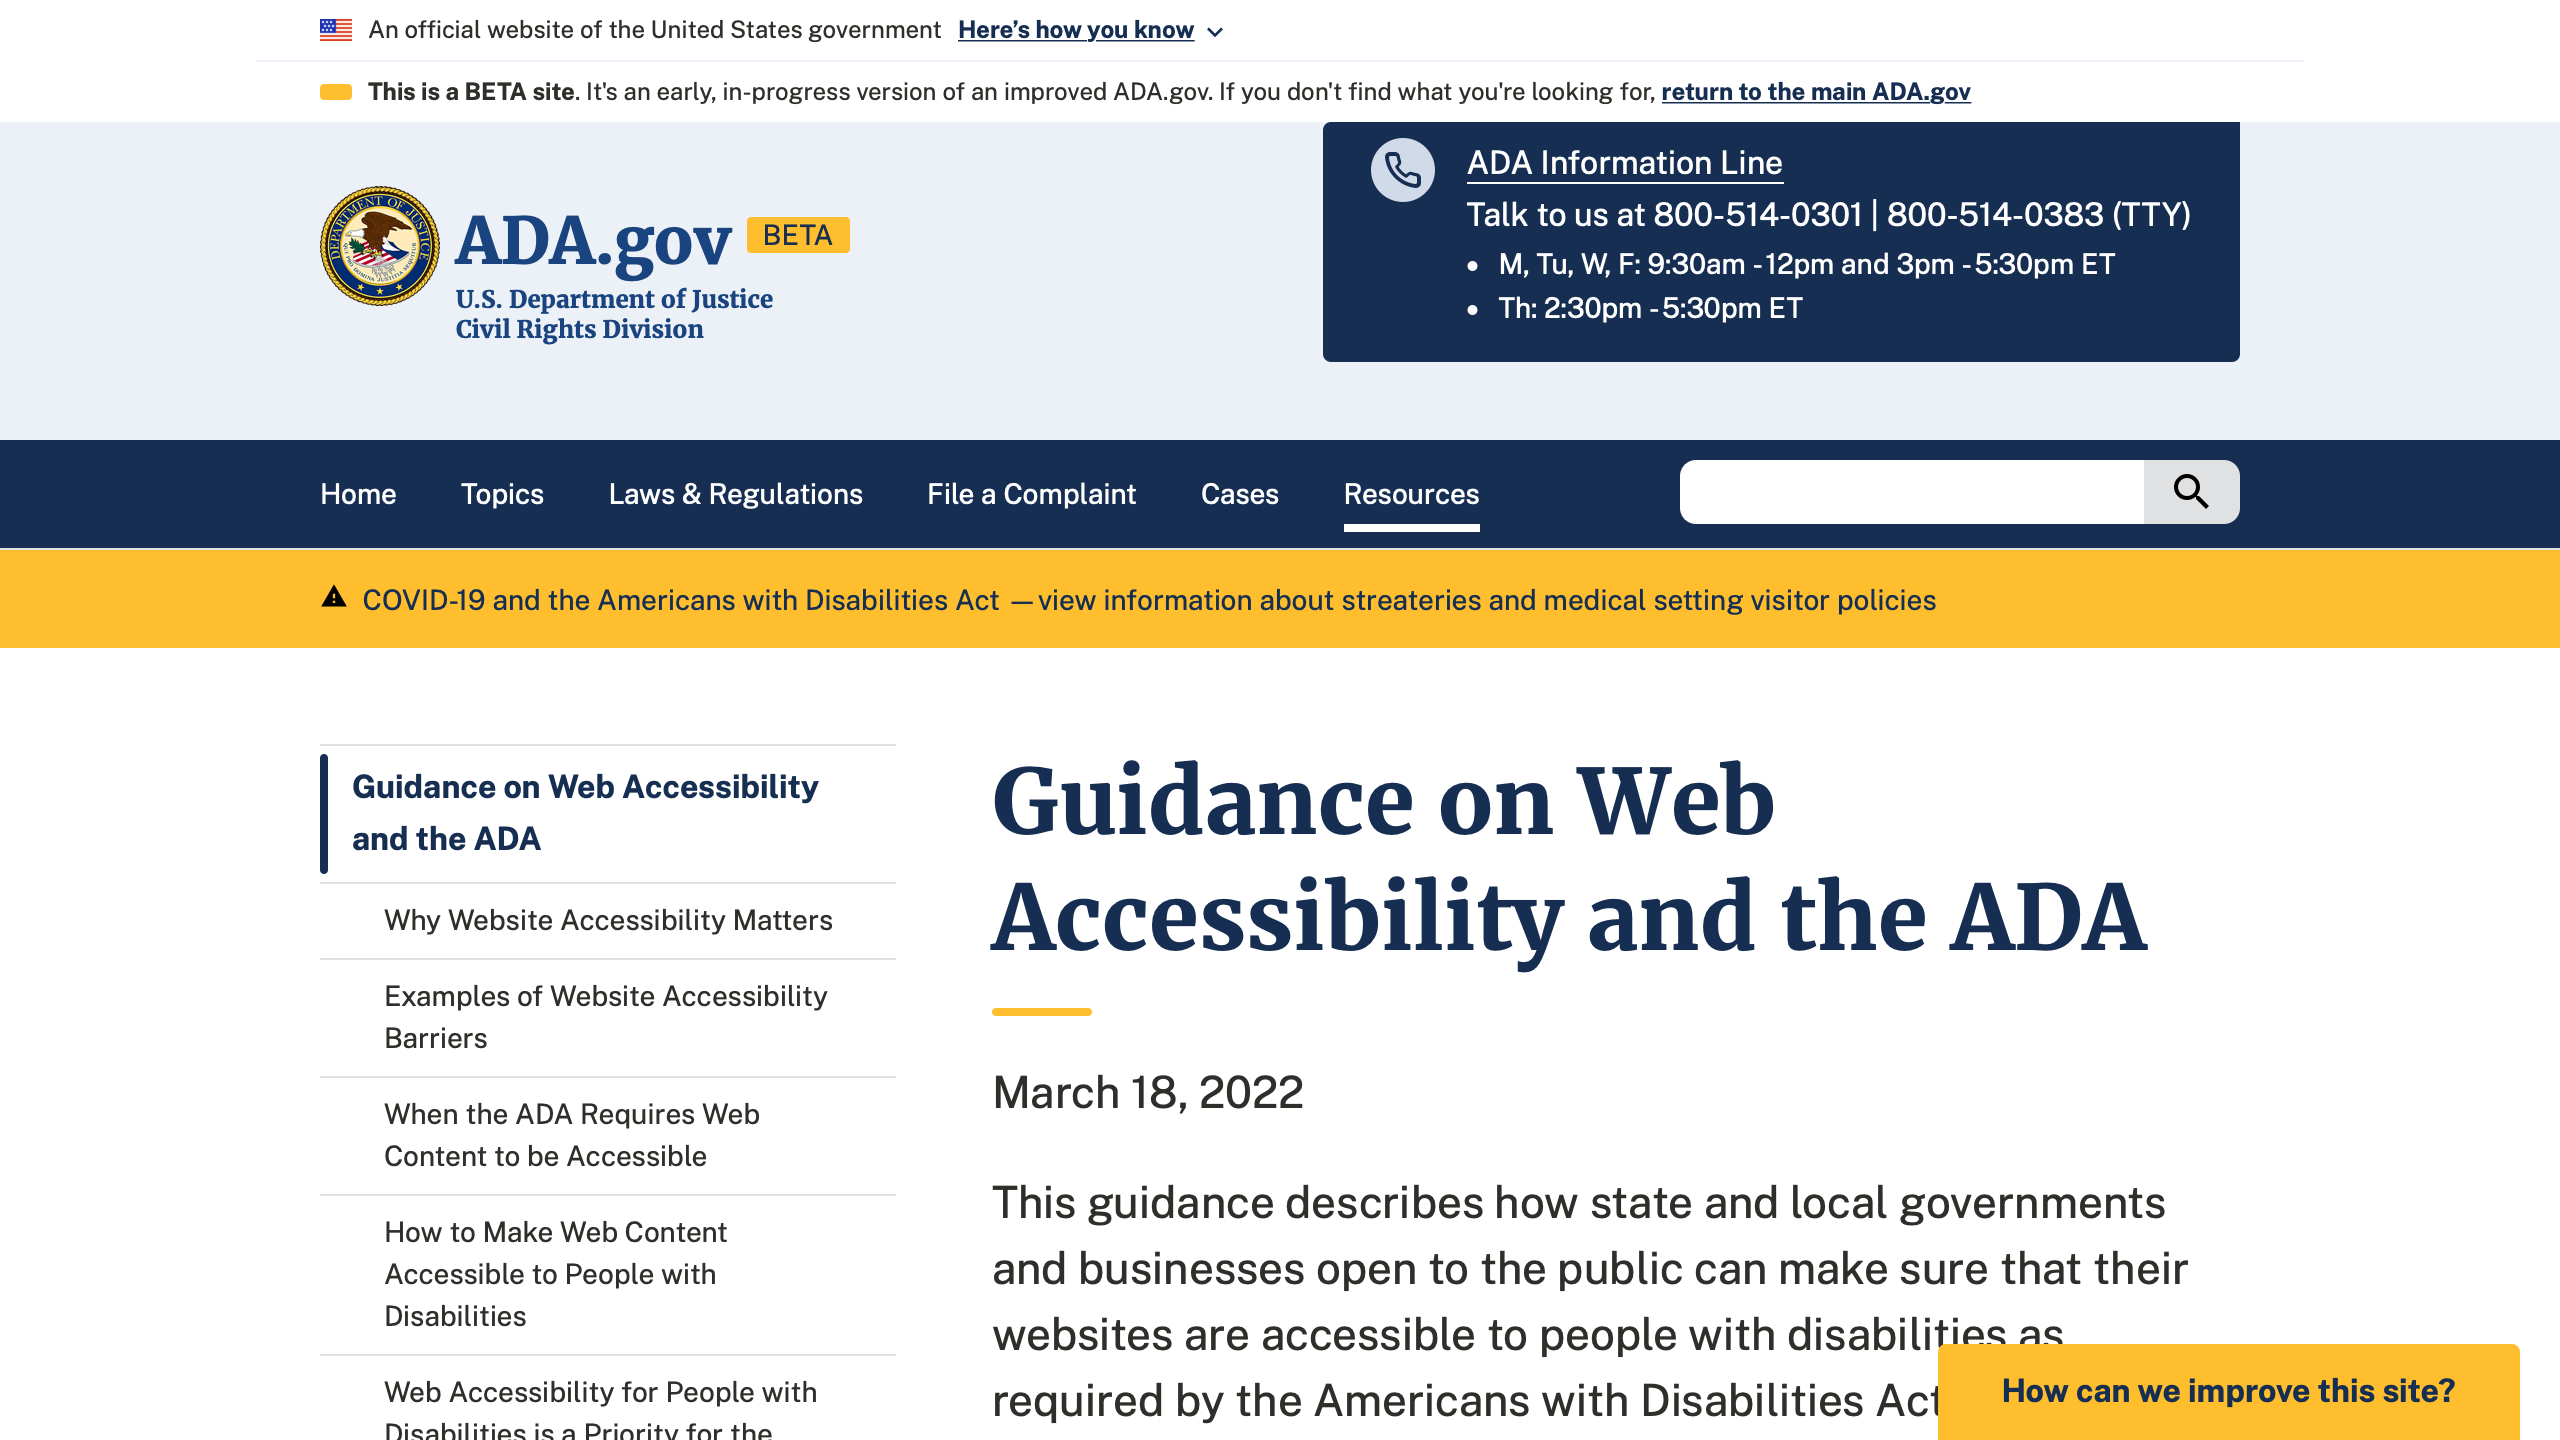 An official website of the United States government Here’s how you know
This is a BETA site. It's an early, in-progress version of an improved ADA.gov. If you don't find what you're looking for, return to the main ADA.gov
DEPARTMENT OF JUSTICE
ADA.gov BETA
U.S. Department of Justice
Civil Rights Division
ADA Information Line
Talk to us at 800-514-0301 | 800-514-0383 (TTY)
• M, Tu, W, F: 9:30am - 12pm and 3pm - 5:30pm ET
• Th: 2:30pm - 5:30pm ET
Home Topics Laws & Regulations File a Complaint Cases Resources
COVID-19 and the Americans with Disabilities Act — view information about streateries and medical setting visitor policies
Guidance on Web Accessibility
and the ADA
Why Website Accessibility Matters
Examples of Website Accessibility
Barriers
When the ADA Requires Web
Content to be Accessible
How to Make Web Content
Accessible to People with
Disabilities
Web Accessibility for People with
Disabilities is a Priority for the
Guidance on Web
Accessibility and the ADA
March 18, 2022
This guidance describes how state and local governments
and businesses open to the public can make sure that their
websites are accessible to people with disabilities as
required by the Americans with Disabilities Act
How can we improve this site?